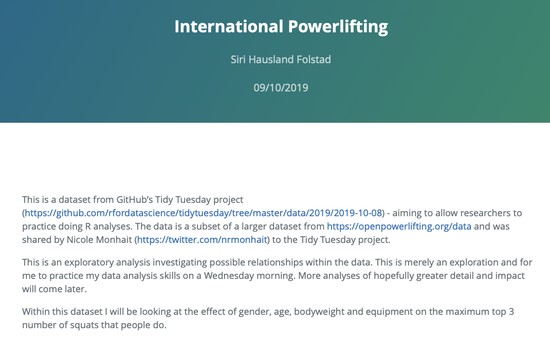 International Powerlifting
Siri Hausland Folstad
09/10/2019
This is a dataset from GitHub's Tidy Tuesday project
(https://github.com/rfordatascience/tidytuesday/tree/master/data/2019/2019-10-08) - aiming to allow researchers to
practice doing R analyses. The data is a subset of a larger dataset from https://openpowerlifting.org/data and was
shared by Nicole Monhait (https://twitter.com/nrmonhait) to the Tidy Tuesday project.
This is an exploratory analysis investigating possible relationships within the data. This is merely an exploration and for
me to practice my data analysis skills on a Wednesday morning. More analyses of hopefully greater detail and impact
will come later.
Within this dataset I will be looking at the effect of gender, age, bodyweight and equipment on the maximum top 3
number of squats that people do.